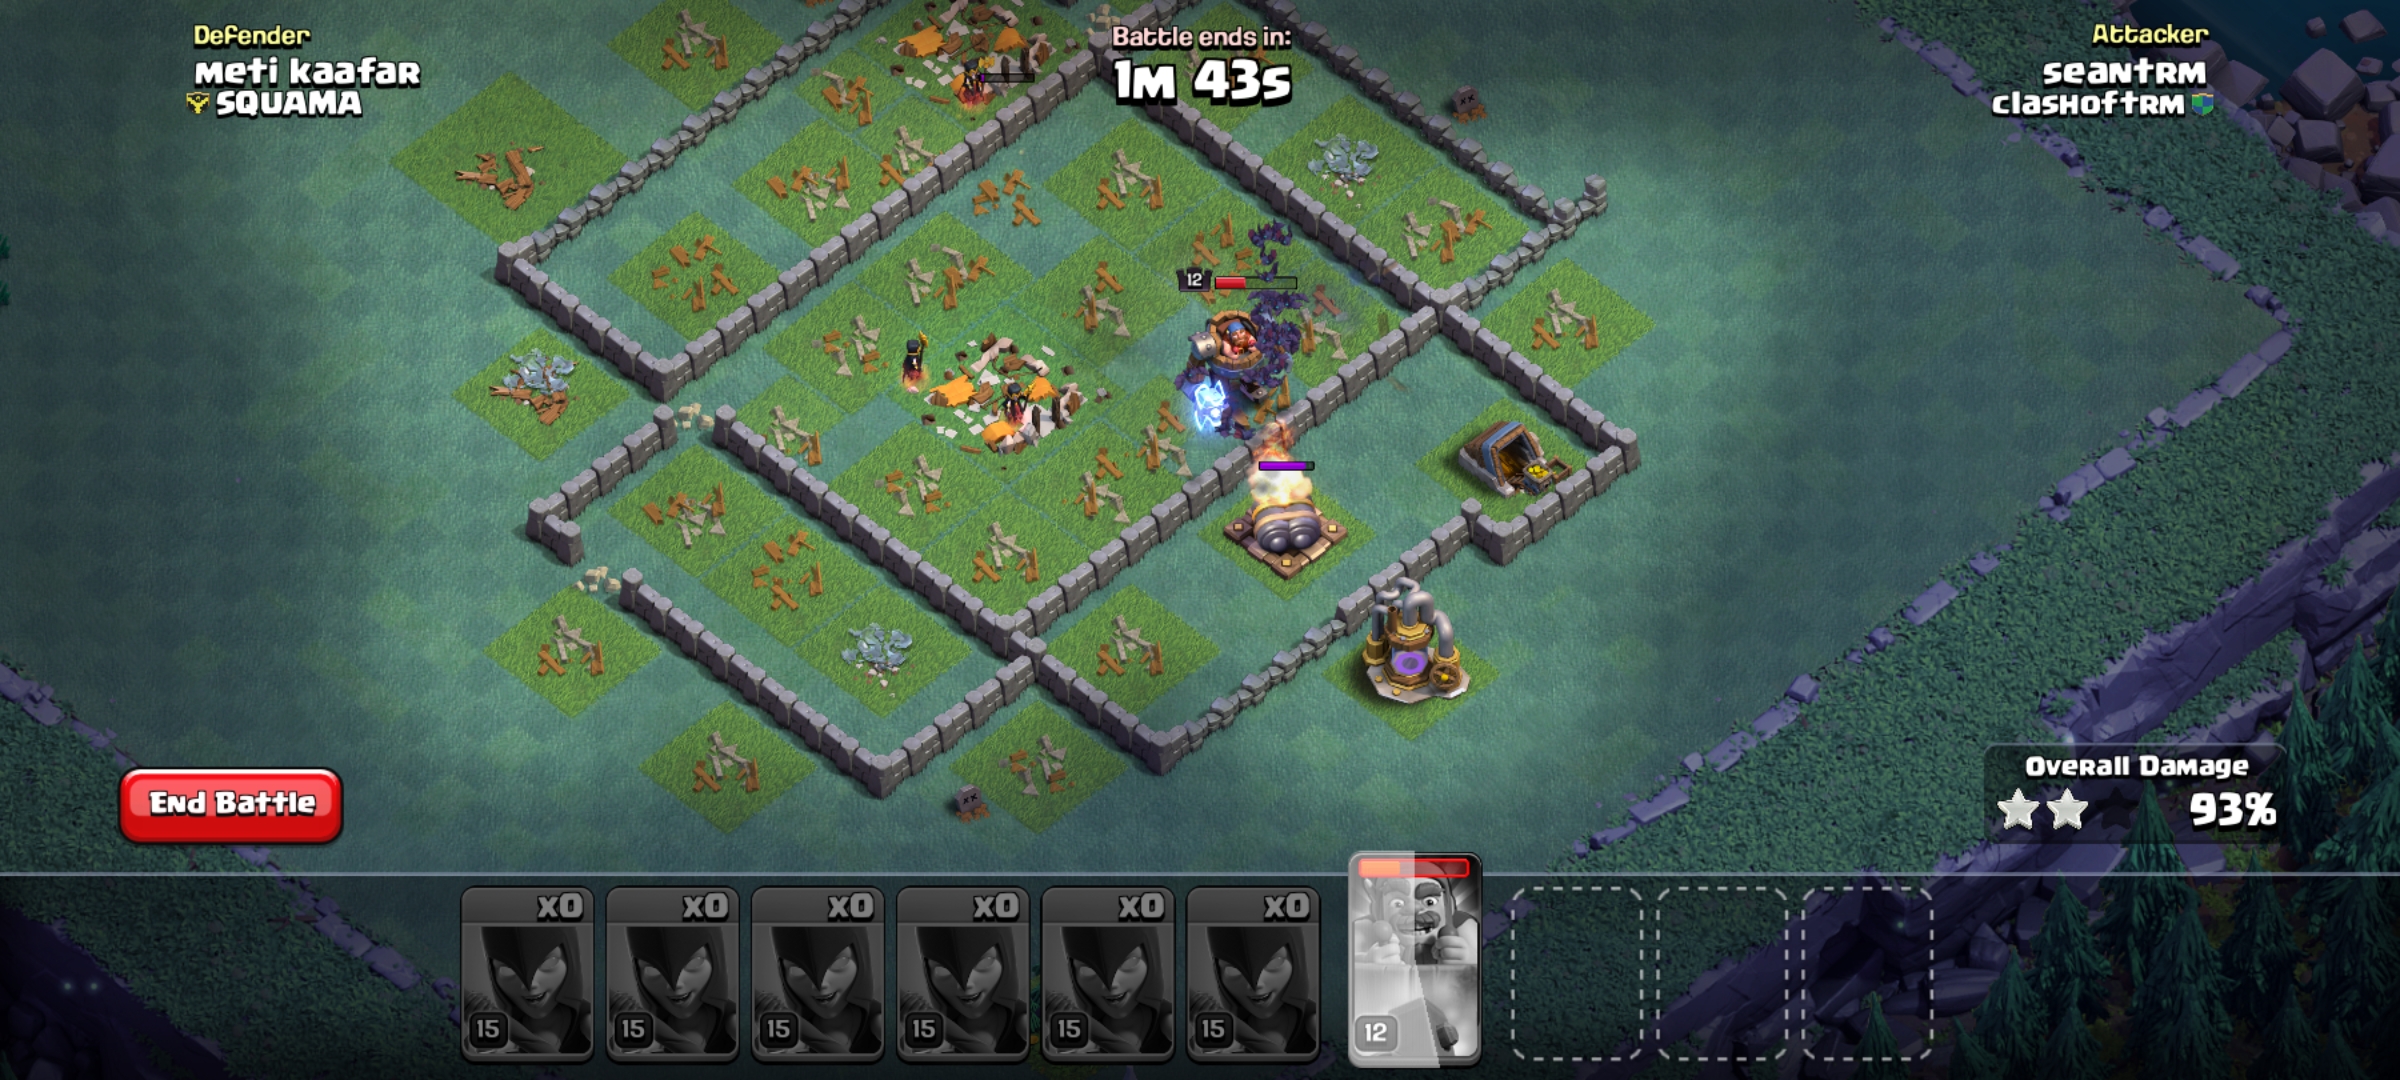 Defender
meti kaafar
SQUAMA
Battle ends in:
1M 43s
Attacker
seantrm
clashoftrm
12
End Battle
Overall Damage
93%
x0
x0
x0
x0
x0
x0
15
15
15
15
15
15
12